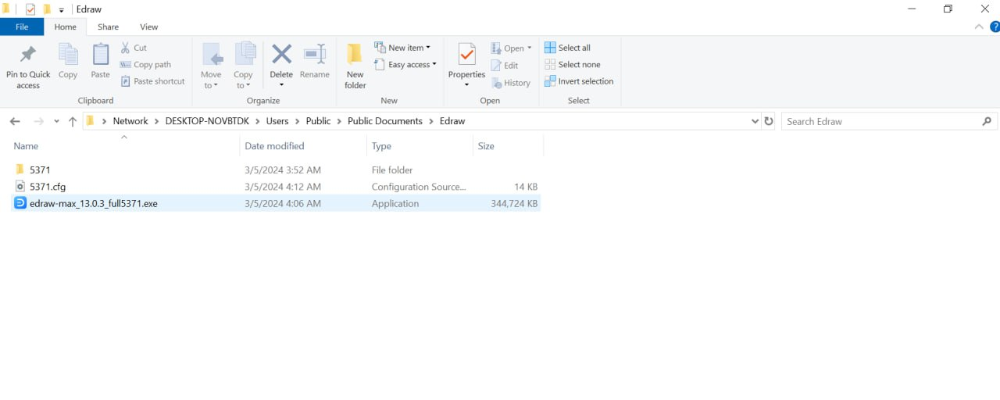 Edraw
File Home Share View
Pin to Quick access
Copy
Paste
Cut
Copy path
Paste shortcut
Clipboard
Move to
Copy to
Delete
Rename
Organize
New folder
New item
Easy access
New
Properties
Open
Edit
History
Open
Select all
Select none
Invert selection
Select
Network > DESKTOP-NOVBTDK > Users > Public > Public Documents > Edraw
Search Edraw
Name Date modified Type Size
5371 3/5/2024 3:52 AM File folder
5371.cfg 3/5/2024 4:12 AM Configuration Source... 14 KB
edraw-max_13.0.3_full5371.exe 3/5/2024 4:06 AM Application 344,724 KB